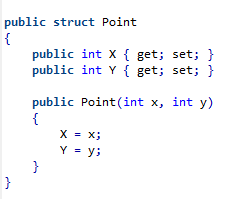 public struct Point
{
    public int X { get; set; }
    public int Y { get; set; }

    public Point(int x, int y)
    {
        X = x;
        Y = y;
    }
}